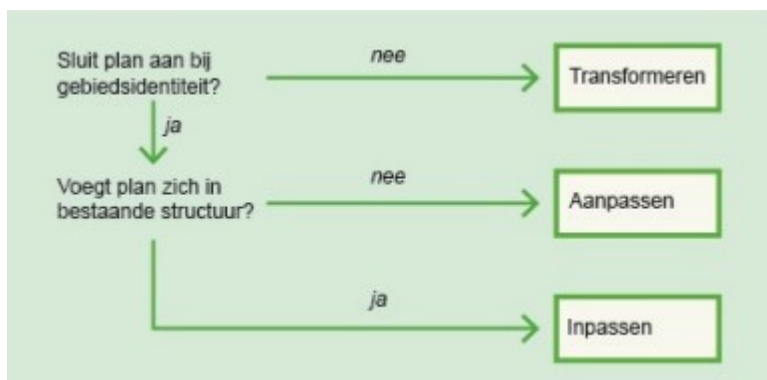 Sluit plan aan bij
gebiedsidentiteit?
nee
Transformeren
ja
Voegt plan zich in
bestaande structuur?
nee
Aanpassen
ja
Inpassen